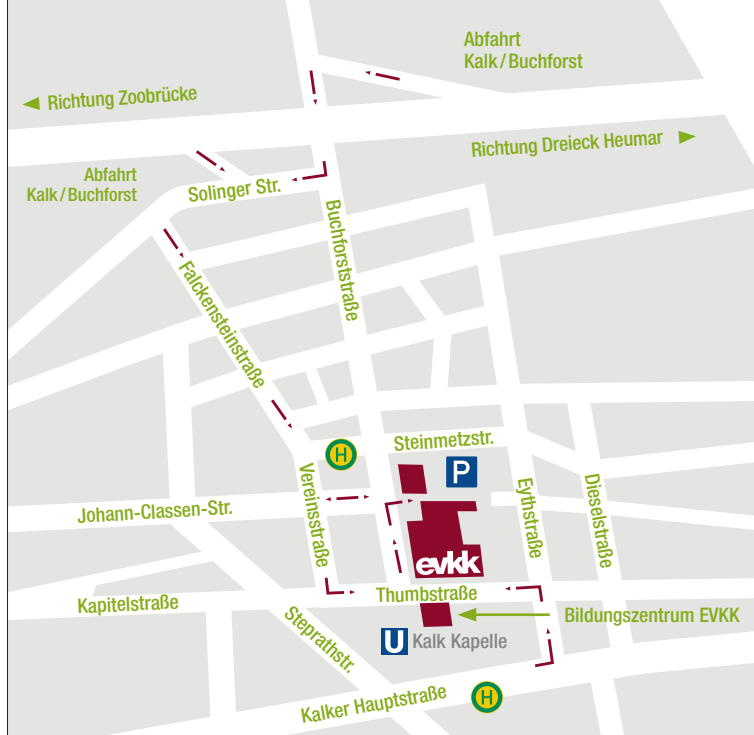 Abfahrt
Kalk/Buchforst
Richtung Zoobrücke
Richtung Dreieck Heumar
Abfahrt
Kalk/Buchforst
Solinger Str.
Buchforststraße
Falckensteinstraße
Steinmetzstr.
H
P
Vereinsstraße
Eythstraße
Dieselstraße
Johann-Classen-Str.
evkk
Thumbstraße
Kapitelstraße
Bildungszentrum EVKK
Steprathstr.
U Kalk Kapelle
Kalker Hauptstraße
H